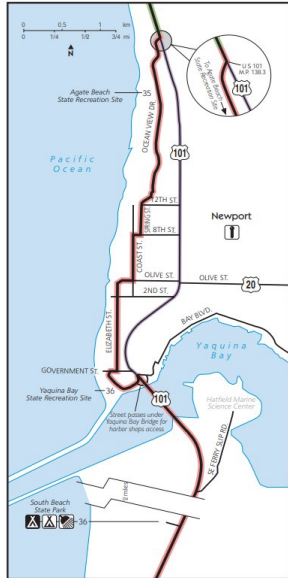 0 0.5 1 km
0 1/4 1/2 3/4 mi
N
To Agate Beach
State Recreation Site
U S 101
M.P. 138.3
101
Agate Beach
State Recreation Site
35
OCEAN VIEW DR.
Pacific
Ocean
101
12TH ST.
SPRING ST.
Newport
8TH ST.
COAST ST.
OLIVE ST.
OLIVE ST.
20
2ND ST.
BAY BLVD.
ELIZABETH ST.
Yaquina
Bay
GOVERNMENT ST.
Yaquina Bay
State Recreation Site
36
101
Street passes under
Yaquina Bay Bridge for
harbor shops access
Hatfield Marine
Science Center
SE FERRY SLIP RD.
South Beach
State Park
36